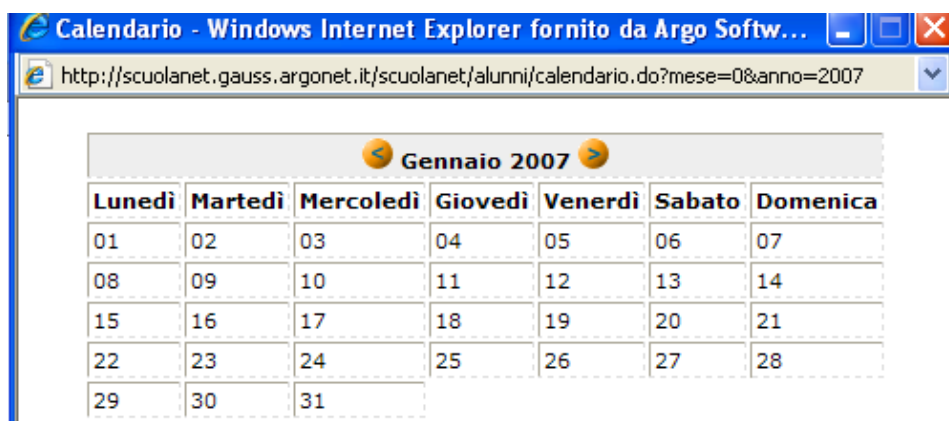 Calendario - Windows Internet Explorer fornito da Argo Softw...
http://scuolanet.gauss.argonet.it/scuolanet/alunni/calendario.do?mese=0&anno=2007
< Gennaio 2007 >
Lunedì Martedì Mercoledì Giovedì Venerdì Sabato Domenica
01 02 03 04 05 06 07
08 09 10 11 12 13 14
15 16 17 18 19 20 21
22 23 24 25 26 27 28
29 30 31